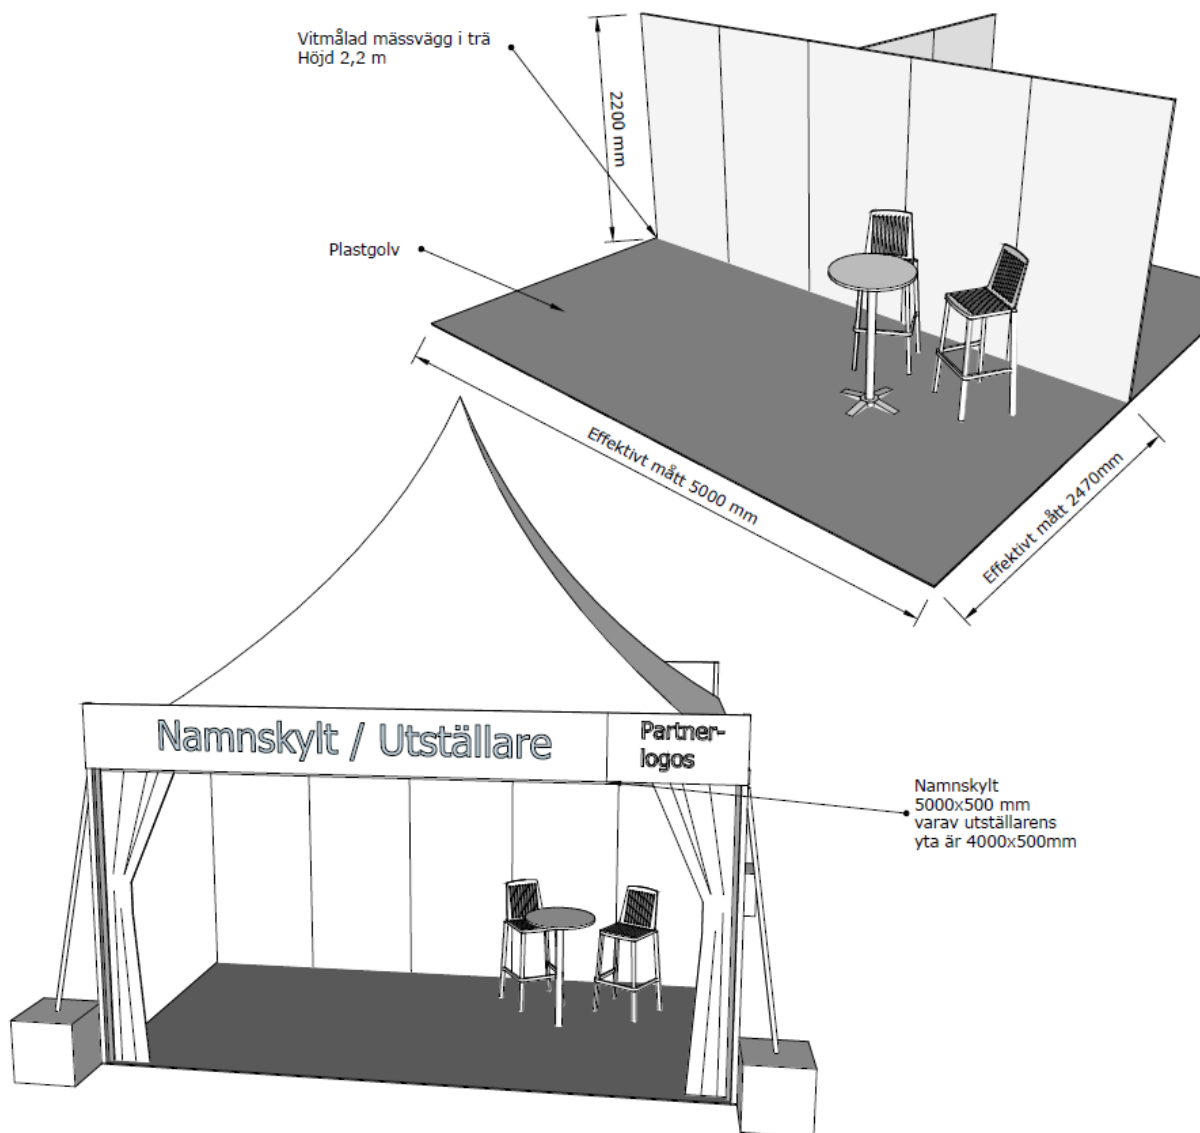 Vitmålad mässvägg i trä
Höjd 2,2 m
2200 mm
Plastgolv
Effektivt mått 5000 mm
Effektivt mått 2470mm
Namnskylt / Utställare
Partner-
logos
Namnskylt
5000x500 mm
varav utställarens
yta är 4000x500mm